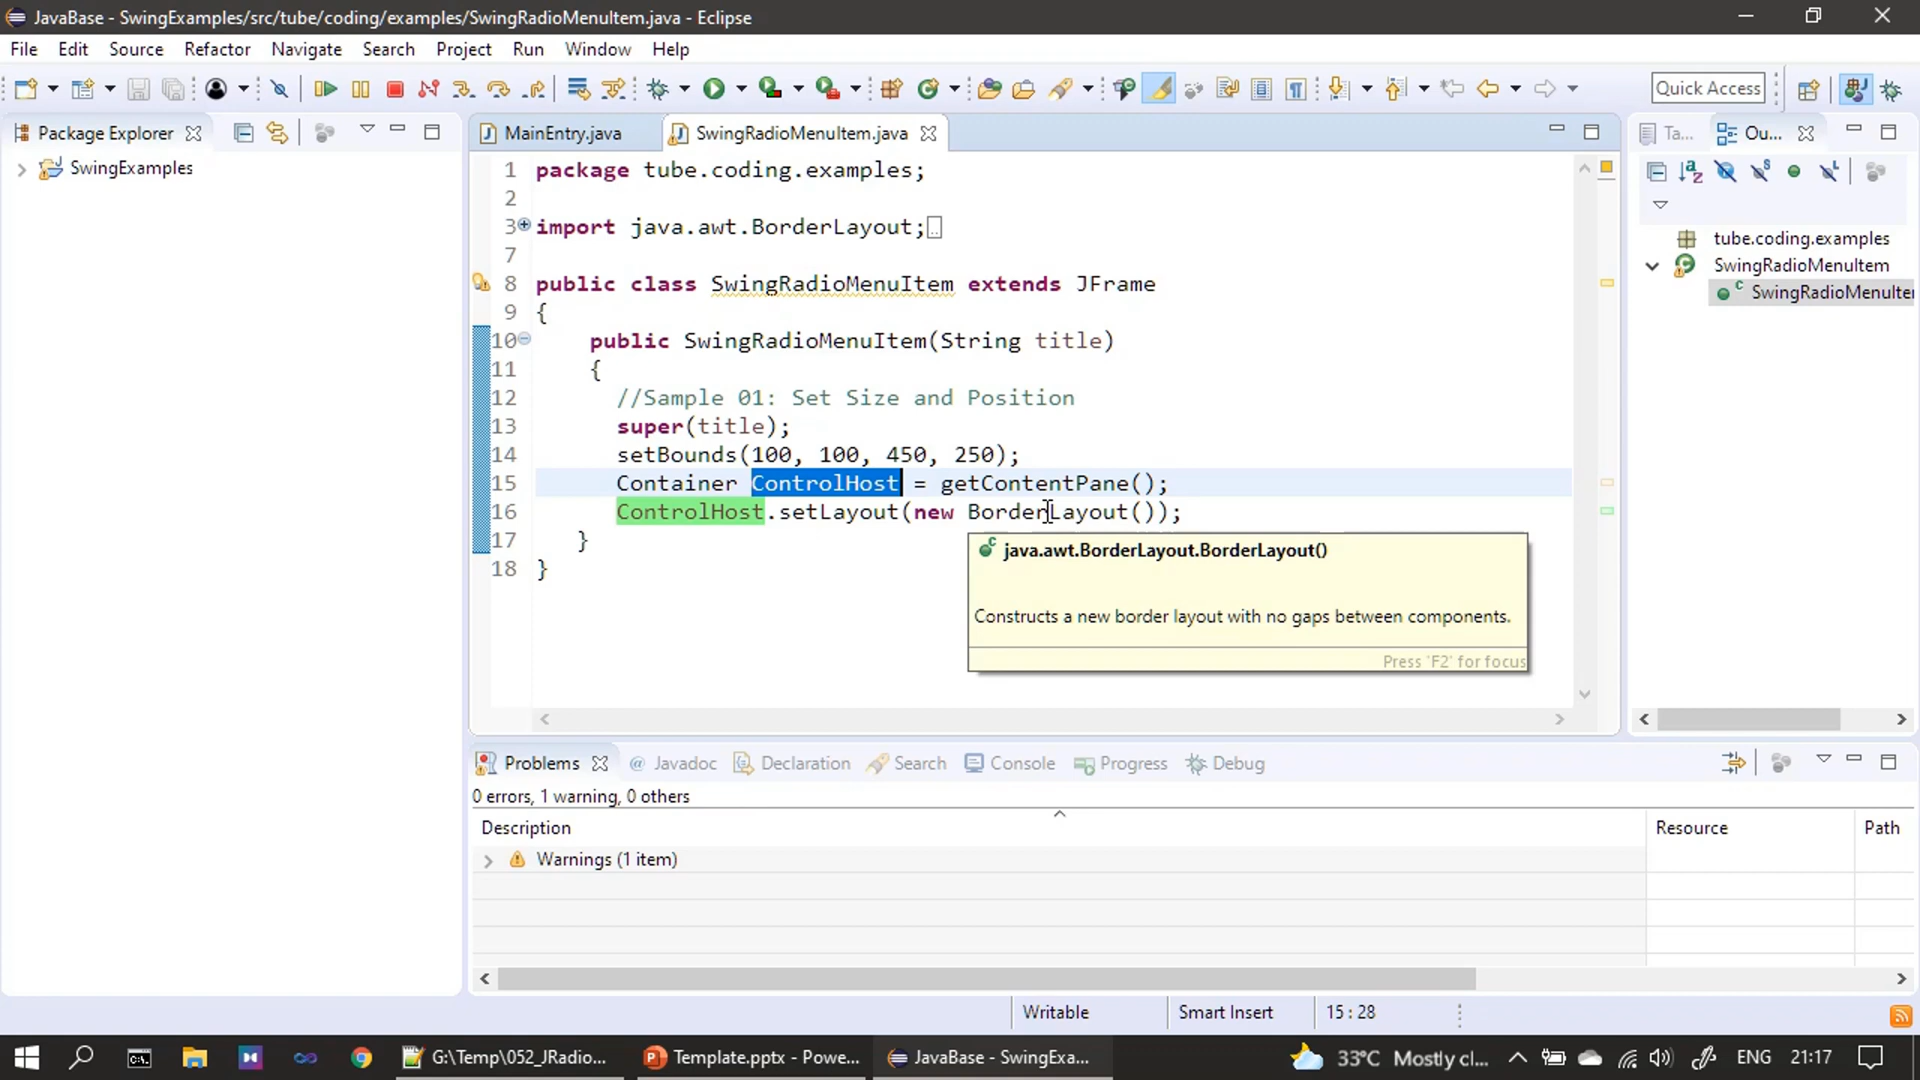 JavaBase - SwingExamples/src/tube/coding/examples/SwingRadioMenuItem.java - Eclipse
File Edit Source Refactor Navigate Search Project Run Window Help
Quick Access
Package Explorer
MainEntry.java
SwingRadioMenuItem.java
Ta...
Ou...
SwingExamples
1 package tube.coding.examples;
2
3 import java.awt.BorderLayout;
7
8 public class SwingRadioMenuItem extends JFrame
9 {
10 public SwingRadioMenuItem(String title)
11 {
12 //Sample 01: Set Size and Position
13 super(title);
14 setBounds(100, 100, 450, 250);
15 Container ControlHost = getContentPane();
16 ControlHost.setLayout(new BorderLayout());
17 }
18 }
java.awt.BorderLayout.BorderLayout()
Constructs a new border layout with no gaps between components.
Press 'F2' for focus
tube.coding.examples
SwingRadioMenuItem
SwingRadioMenuIte
Problems
@ Javadoc
Declaration
Search
Console
Progress
Debug
0 errors, 1 warning, 0 others
Description Resource Path
Warnings (1 item)
Writable Smart Insert 15 : 28
G:\Temp\052_JRadio...
Template.pptx - Powe...
JavaBase - SwingExa...
33°C Mostly cl...
ENG 21:17